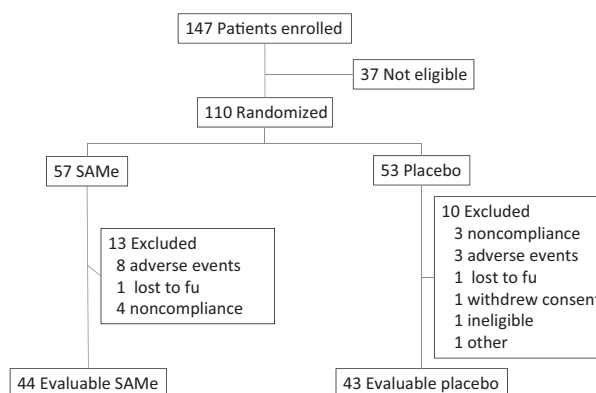 147 Patients enrolled
37 Not eligible
110 Randomized
57 SAMe
53 Placebo
13 Excluded
8 adverse events
1 lost to fu
4 noncompliance
10 Excluded
3 noncompliance
3 adverse events
1 lost to fu
1 withdrew consent
1 ineligible
1 other
44 Evaluable SAMe
43 Evaluable placebo